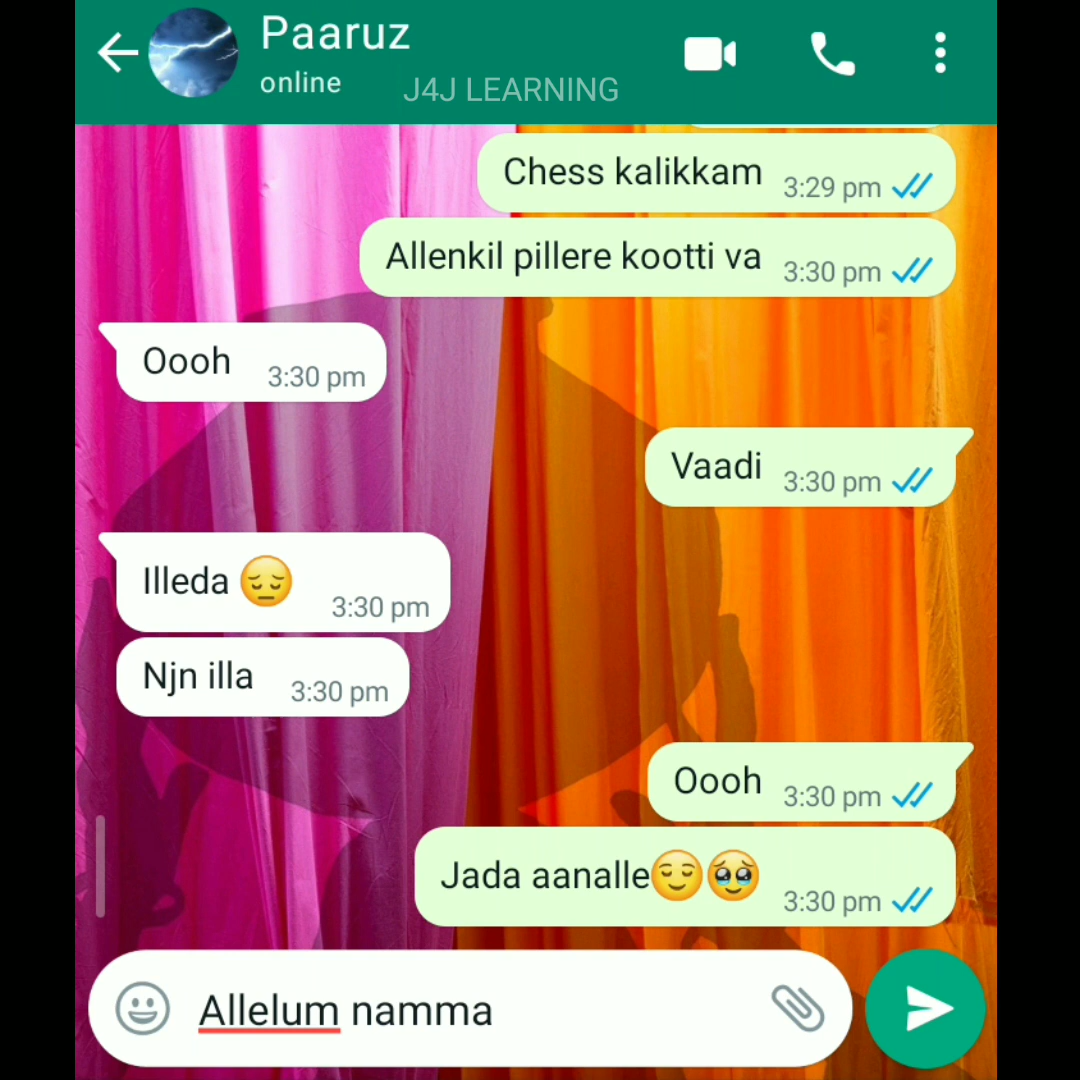 Paaruz
online
J4J LEARNING
Chess kalikkam 3:29 pm
Allenkil pillere kootti va 3:30 pm
Oooh 3:30 pm
Vaadi 3:30 pm
Illeda 😔 3:30 pm
Njn illa 3:30 pm
Oooh 3:30 pm
Jada aanalle😌🥹 3:30 pm
Allelum namma